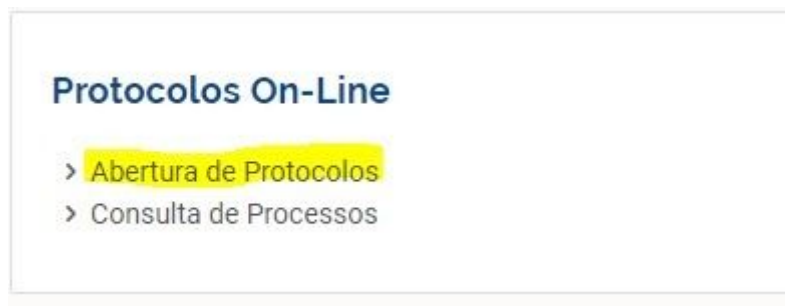 Protocolos On-Line
> Abertura de Protocolos
> Consulta de Processos